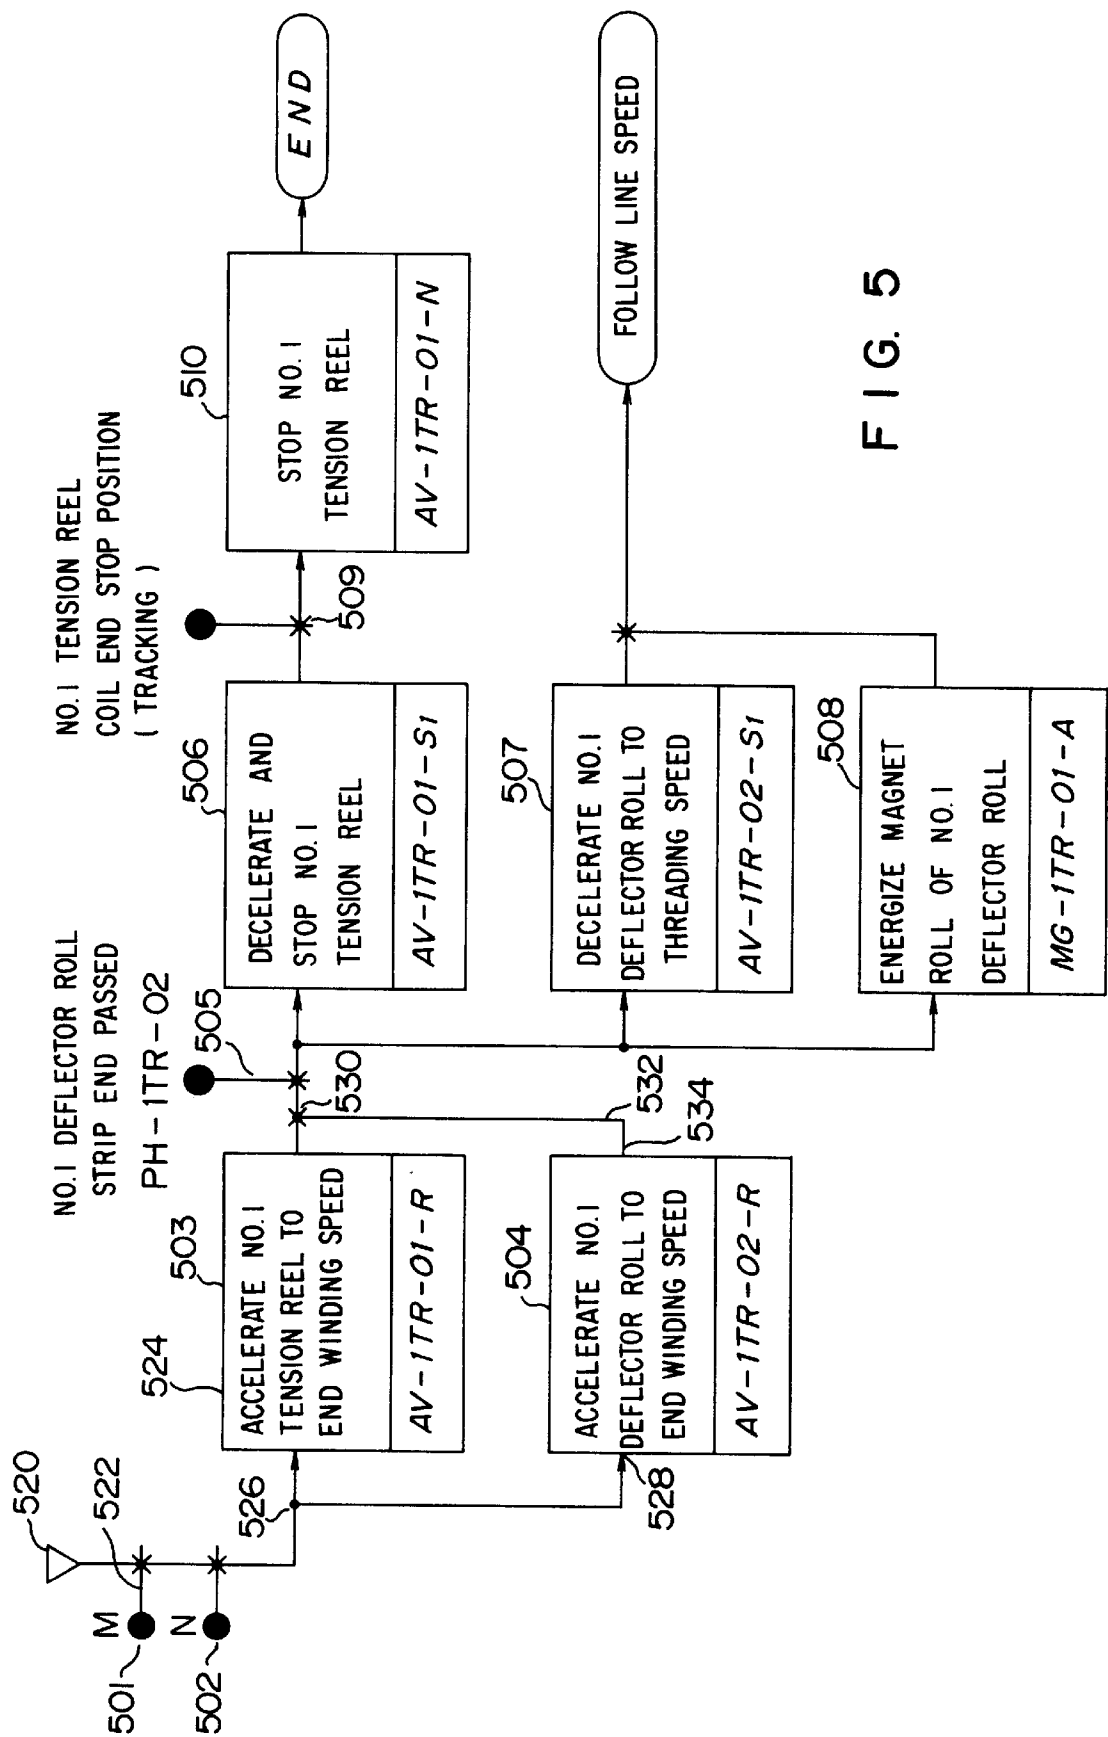 520
522
M
501
N
502
526
528
524
503
ACCELERATE NO.1
TENSION REEL TO
END WINDING SPEED
AV-1TR-01-R
504
ACCELERATE NO.1
DEFLECTOR ROLL TO
END WINDING SPEED
AV-1TR-02-R
NO.1 DEFLECTOR ROLL
STRIP END PASSED
PH-1TR-02
505
530
532
534
506
DECELERATE AND
STOP NO.1
TENSION REEL
AV-1TR-01-S1
507
DECELERATE NO.1
DEFLECTOR ROLL TO
THREADING SPEED
AV-1TR-02-S1
508
ENERGIZE MAGNET
ROLL OF NO.1
DEFLECTOR ROLL
MG-1TR-01-A
NO.1 TENSION REEL
COIL END STOP POSITION
(TRACKING)
509
510
STOP NO.1
TENSION REEL
AV-1TR-01-N
END
FOLLOW LINE SPEED
FIG. 5